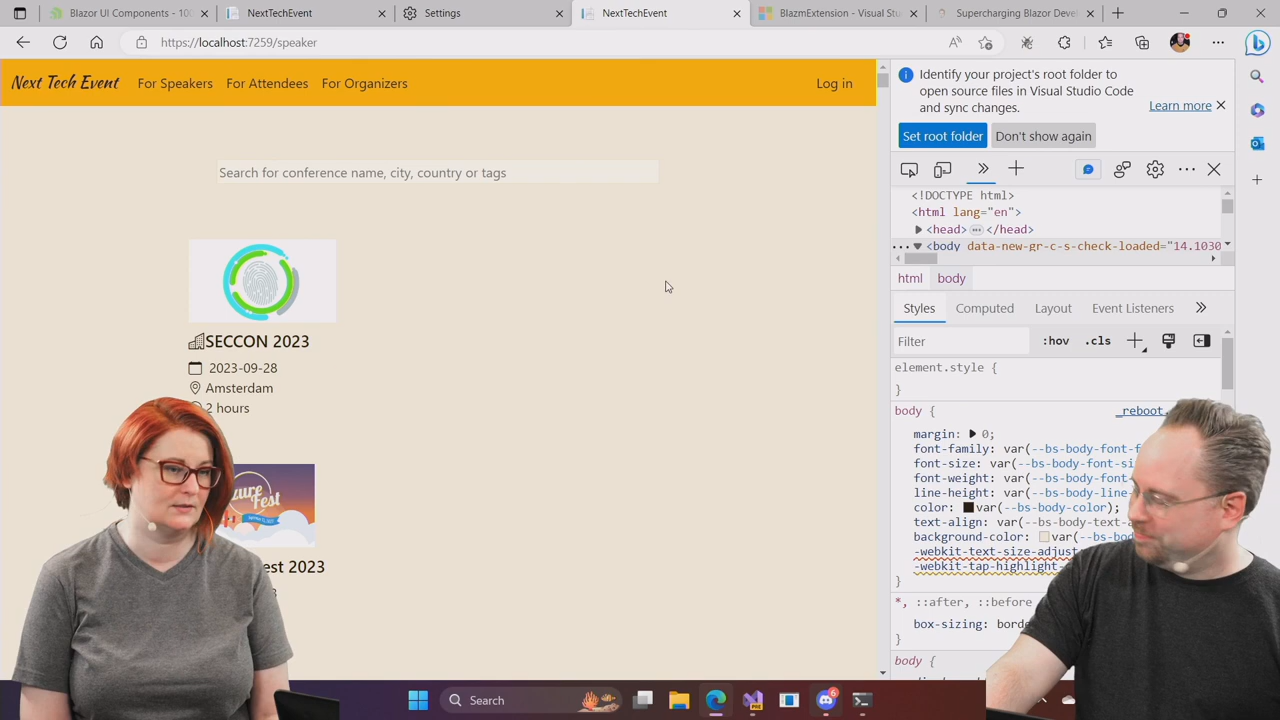 Blazor UI Components - 10
NextTechEvent
Settings
NextTechEvent
BlazmExtension - Visual Stu
Supercharging Blazor Deve
https://localhost:7259/speaker
Next Tech Event
For Speakers
For Attendees
For Organizers
Log in
Search for conference name, city, country or tags
SECCON 2023
2023-09-28
Amsterdam
2 hours
Fest
est 2023
Identify your project's root folder to
open source files in Visual Studio Code
and sync changes.
Learn more
Set root folder
Don't show again
<!DOCTYPE html>
<html lang="en">
<head> ... </head>
... <body data-new-gr-c-s-check-loaded="14.1030
html
body
Styles
Computed
Layout
Event Listeners
Filter
:hov
.cls
element.style {
}
body {
_reboot.
margin: 0;
font-family: var(--bs-body-font-f
font-size: var(--bs-body-font-si
font-weight: var(--bs-body-
line-height: var(--bs-body-line-
color: var(--bs-body-color);
text-align: var(--bs-body-text-a
background-color: var(--bs-
-webkit-text-size-adjust
-webkit-tap-highlight-
}
*, ::after, ::before
box-sizing: borde
}
body {
Search
6